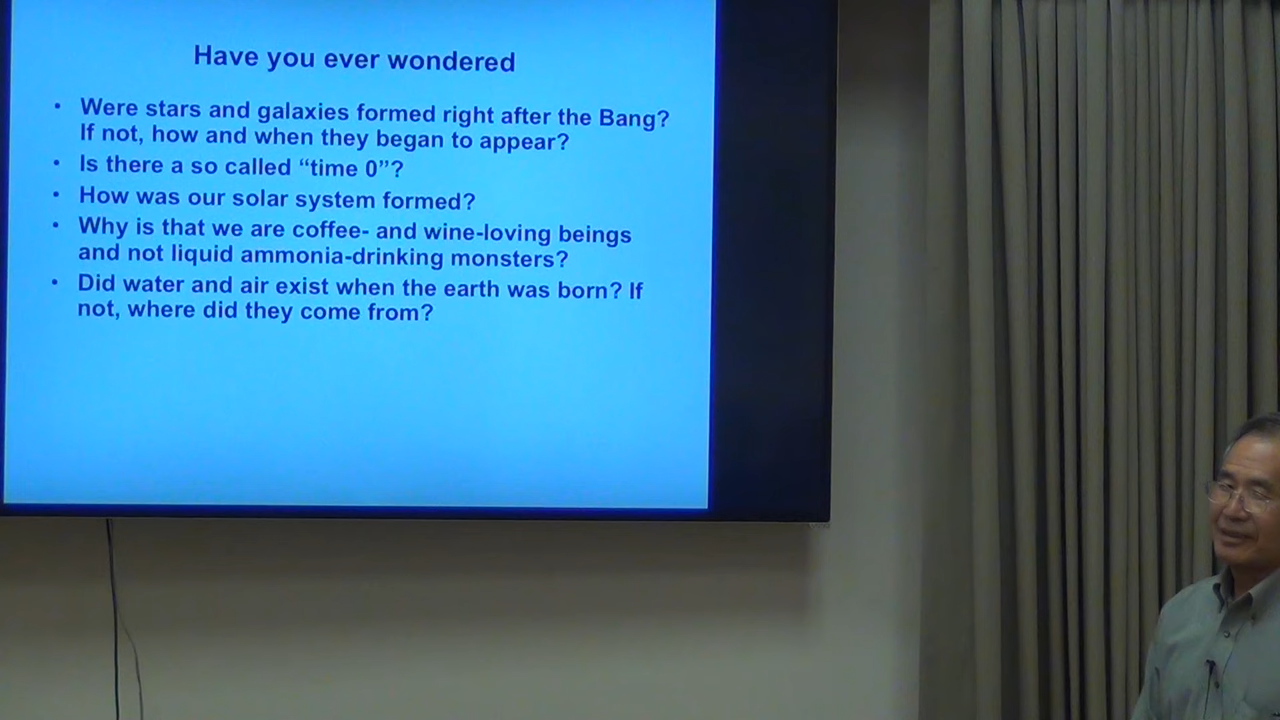 Have you ever wondered
• Were stars and galaxies formed right after the Bang?
If not, how and when they began to appear?
• Is there a so called “time 0”?
• How was our solar system formed?
• Why is that we are coffee- and wine-loving beings
and not liquid ammonia-drinking monsters?
• Did water and air exist when the earth was born? If
not, where did they come from?